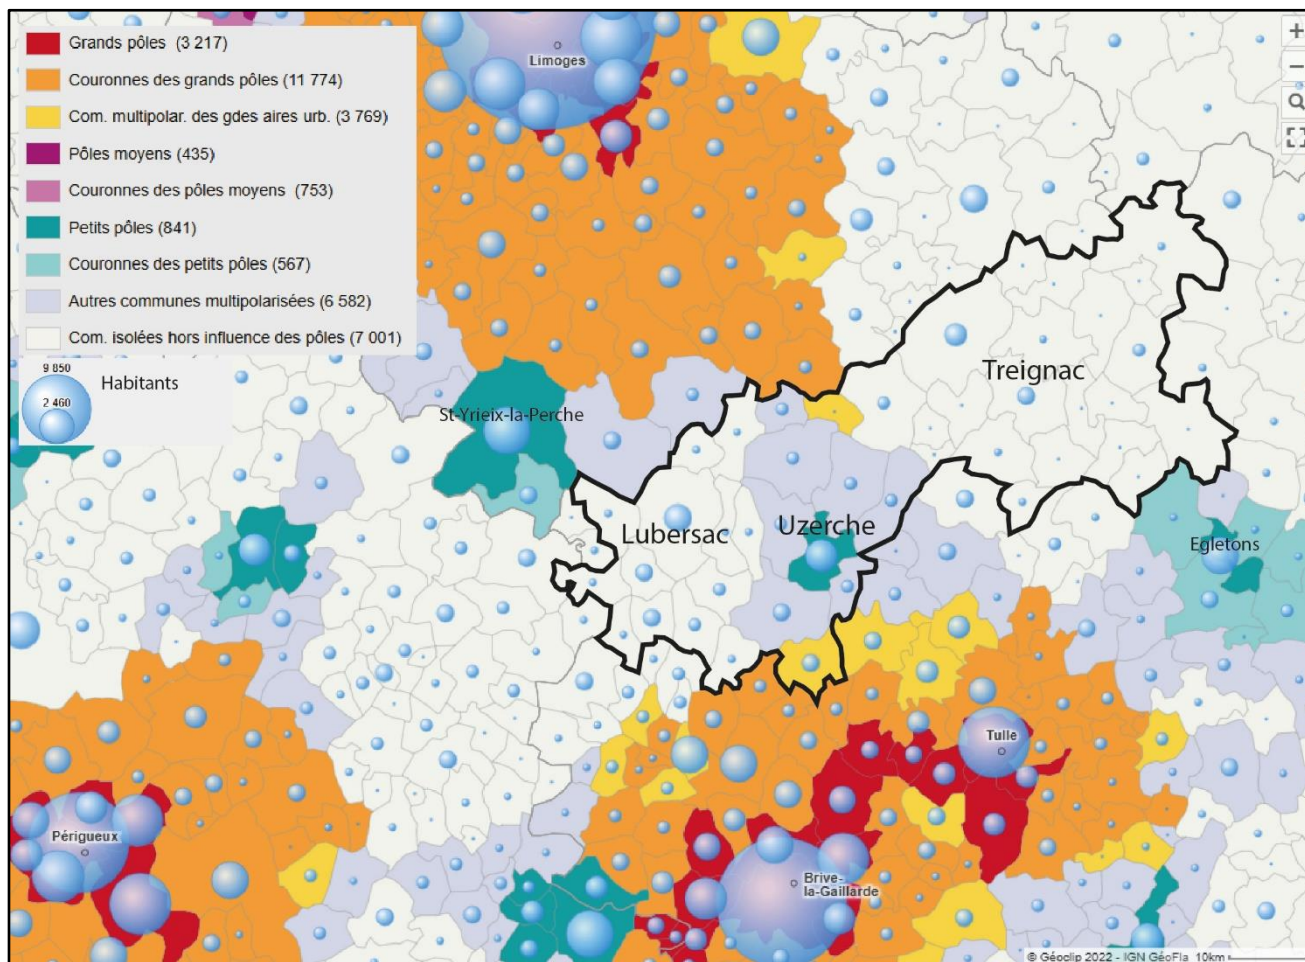 Grands pôles (3 217)
Couronnes des grands pôles (11 774)
Com. multipolar. des gdes aires urb. (3 769)
Pôles moyens (435)
Couronnes des pôles moyens (753)
Petits pôles (841)
Couronnes des petits pôles (567)
Autres communes multipolarisées (6 582)
Com. isolées hors influence des pôles (7 001)
9 850
Habitants
2 460
Limoges
+
−
Treignac
St-Yrieix-la-Perche
Lubersac
Uzerche
Egletons
Tulle
Périgueux
Brive-
la-Gaillarde
© Géoclip 2022 - IGN GéoFla 10km